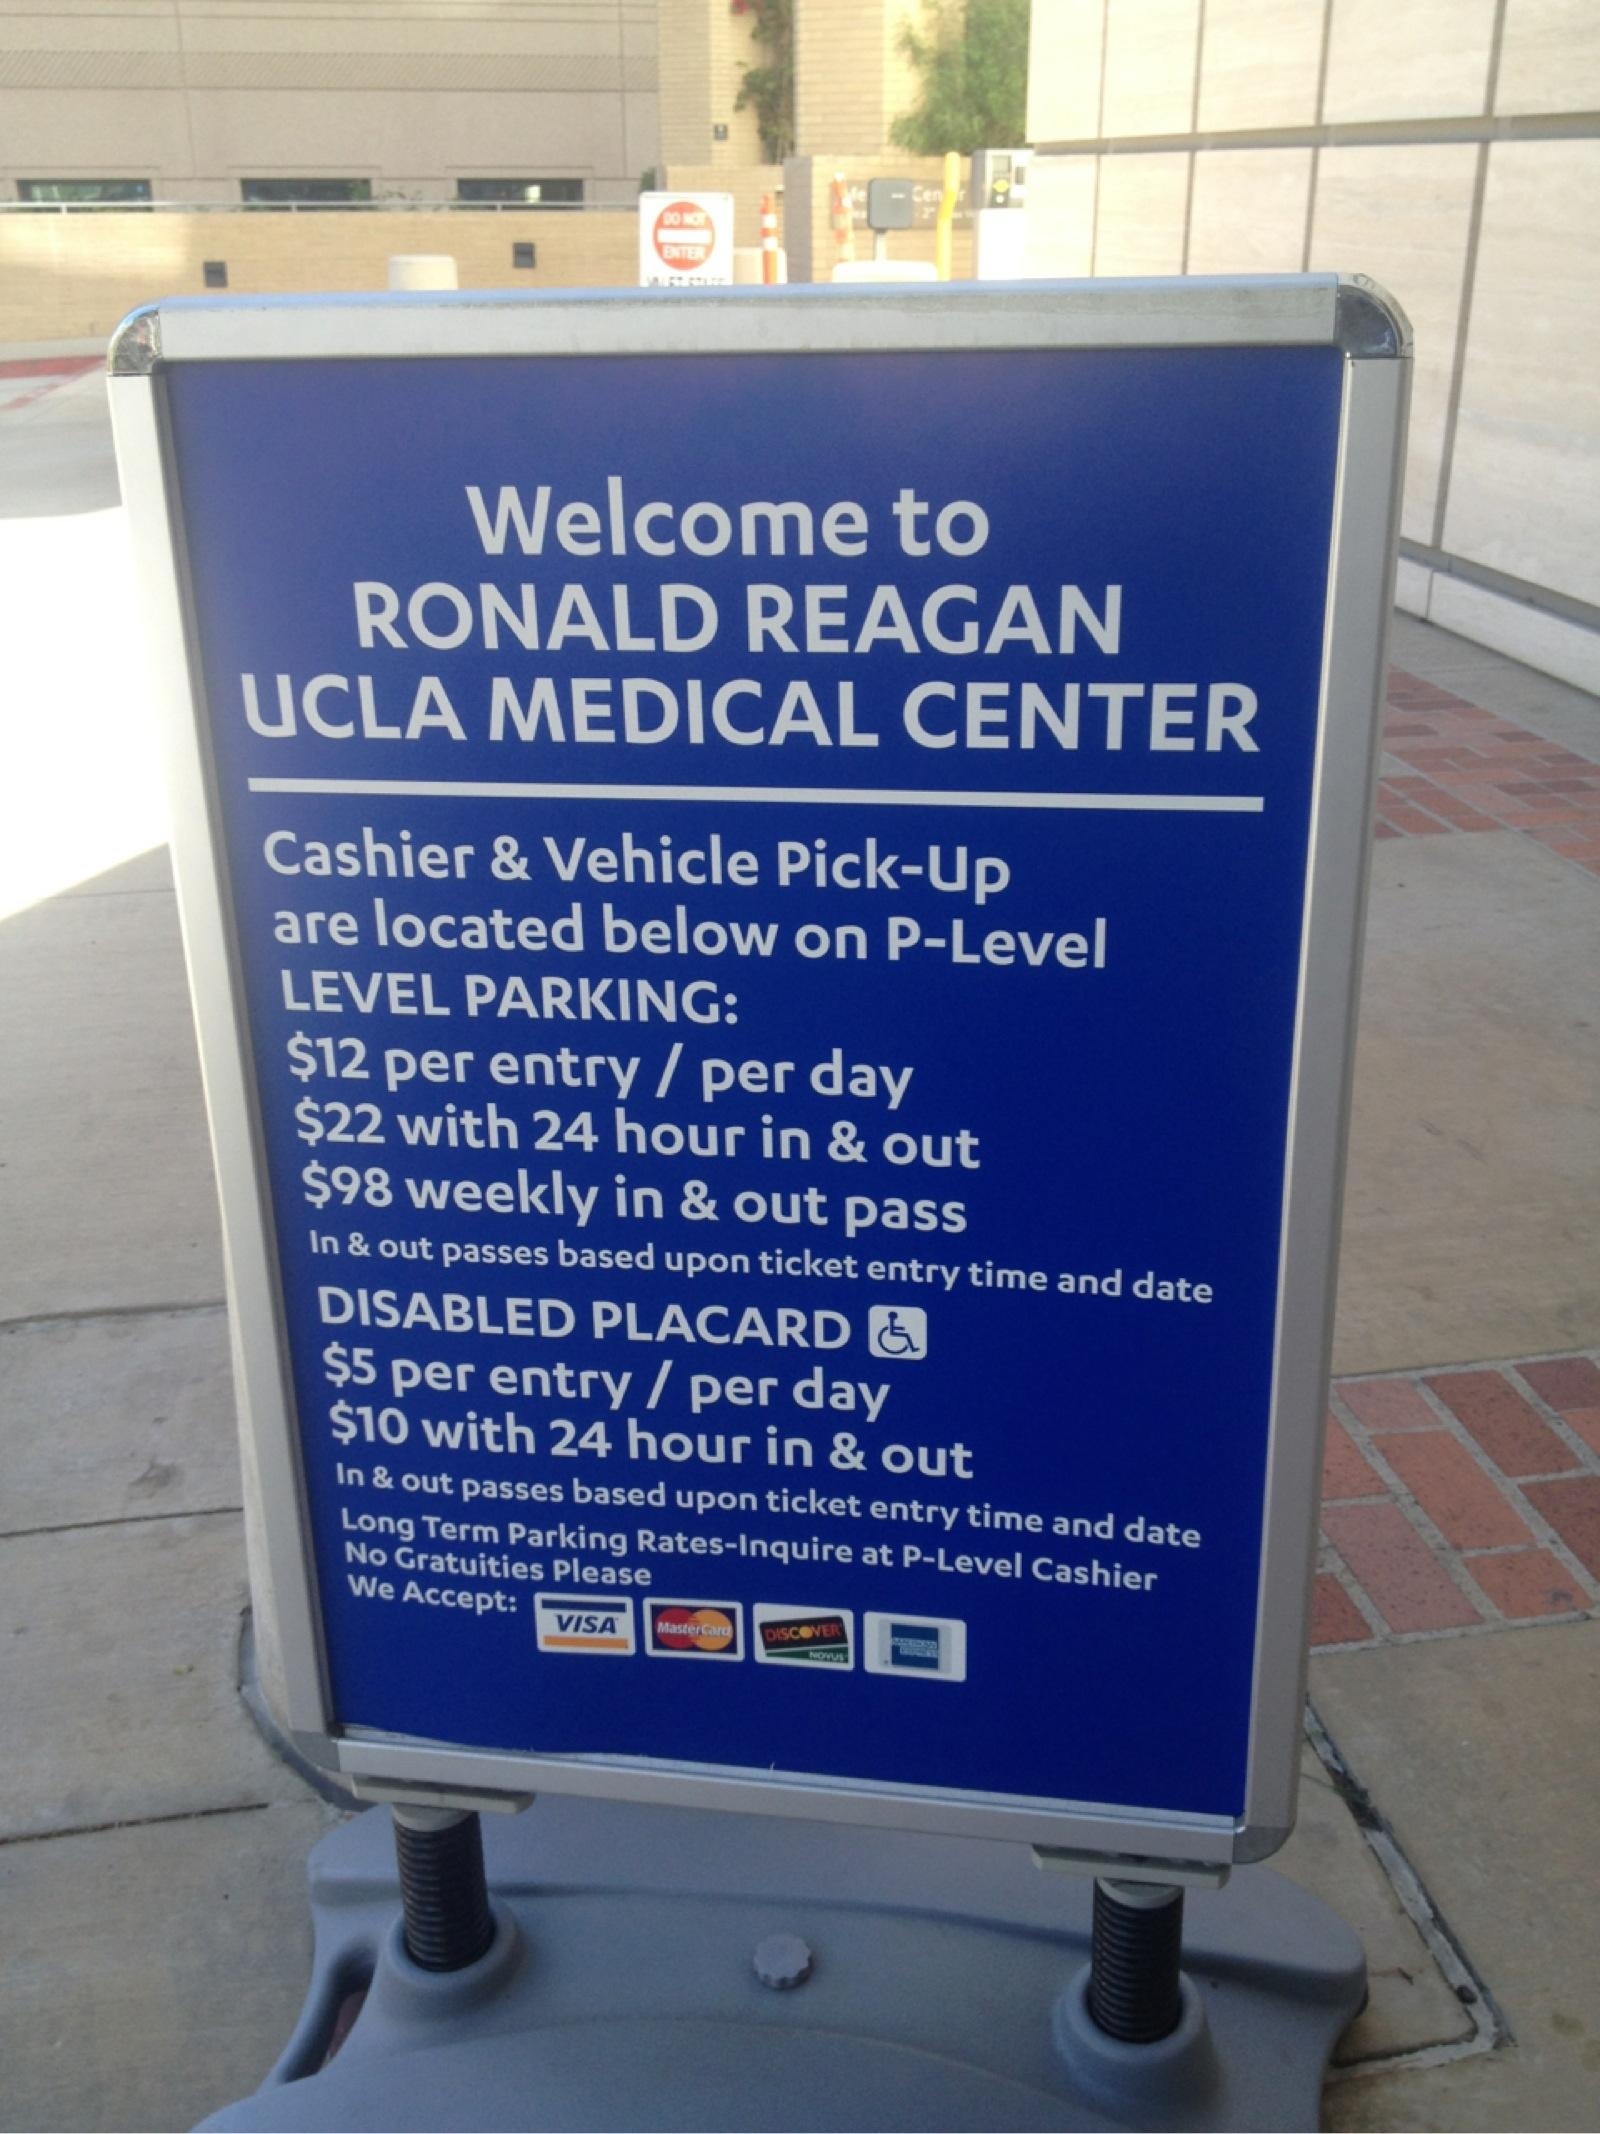 DO NOT
ENTER
Welcome to
RONALD REAGAN
UCLA MEDICAL CENTER
Cashier & Vehicle Pick-Up
are located below on P-Level
LEVEL PARKING:
$12 per entry / per day
$22 with 24 hour in & out
$98 weekly in & out pass
In & out passes based upon ticket entry time and date
DISABLED PLACARD
$5 per entry / per day
$10 with 24 hour in & out
In & out passes based upon ticket entry time and date
Long Term Parking Rates-Inquire at P-Level Cashier
No Gratuities Please
We Accept: VISA MasterCard DISCOVER NOVUS AMERICAN EXPRESS